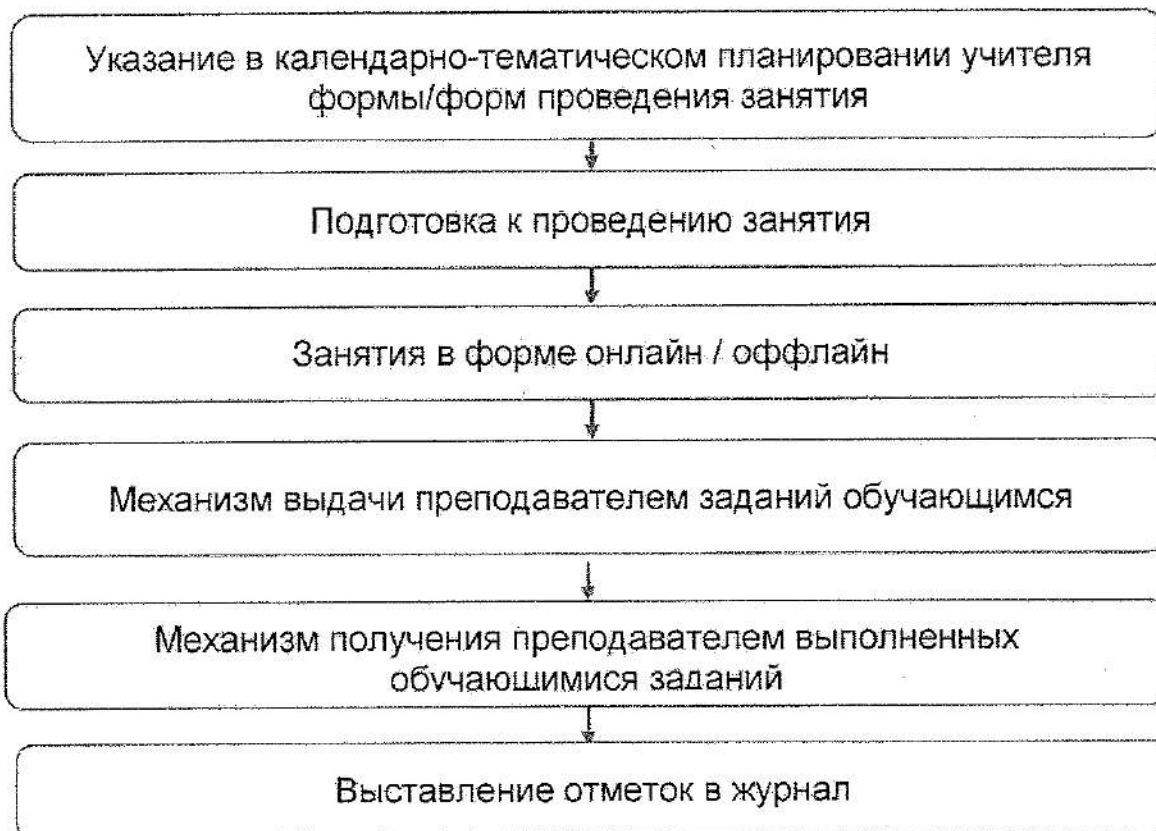 Указание в календарно-тематическом планировании учителя
формы/форм проведения занятия
Подготовка к проведению занятия
Занятия в форме онлайн / оффлайн
Механизм выдачи преподавателем заданий обучающимся
Механизм получения преподавателем выполненных
обучающимися заданий
Выставление отметок в журнал